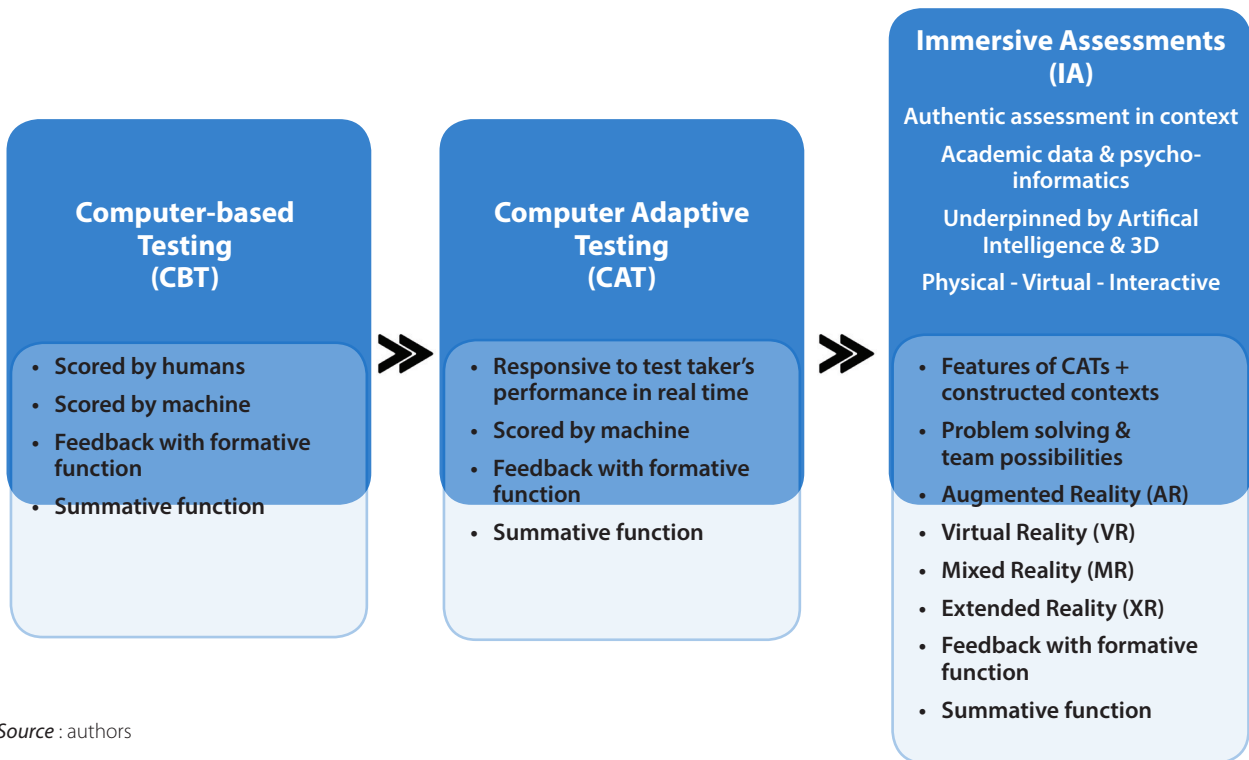 Computer-based
Testing
(CBT)
• Scored by humans
• Scored by machine
• Feedback with formative
function
• Summative function
Computer Adaptive
Testing
(CAT)
• Responsive to test taker’s
performance in real time
• Scored by machine
• Feedback with formative
function
• Summative function
Immersive Assessments
(IA)
Authentic assessment in context
Academic data & psycho-
informatics
Underpinned by Artifical
Intelligence & 3D
Physical - Virtual - Interactive
• Features of CATs +
constructed contexts
• Problem solving &
team possibilities
• Augmented Reality (AR)
• Virtual Reality (VR)
• Mixed Reality (MR)
• Extended Reality (XR)
• Feedback with formative
function
• Summative function
Source : authors